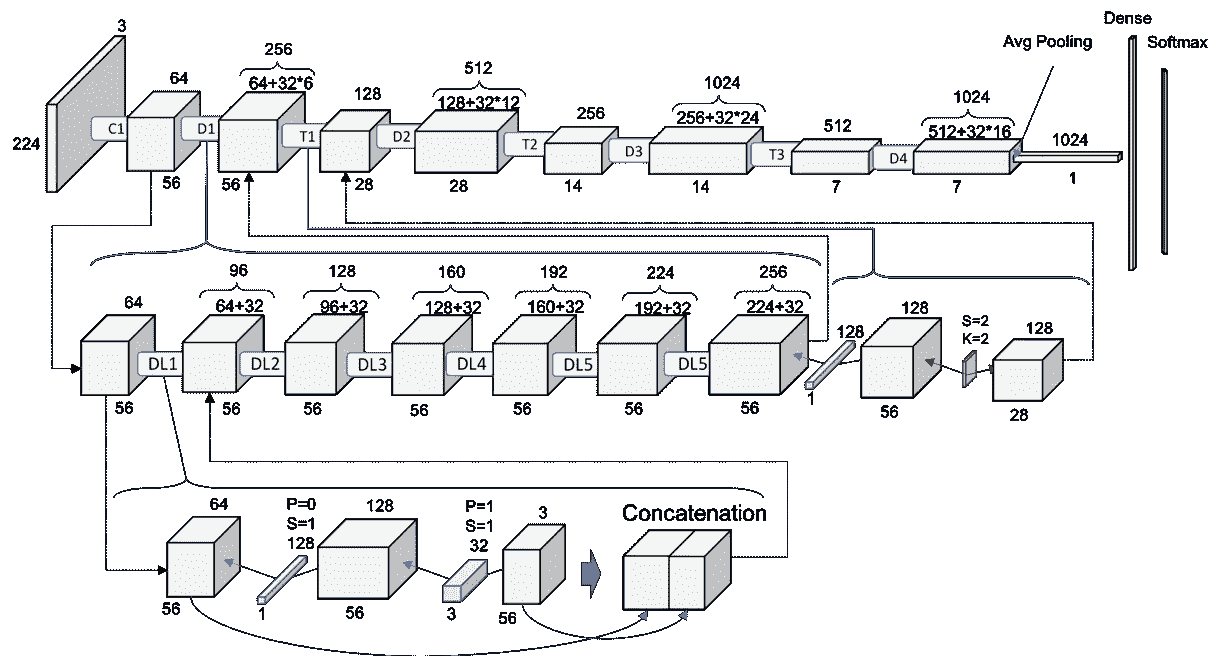 Dense
Avg Pooling
Softmax
3
64
256
64+32*6
128
512
128+32*12
256
1024
256+32*24
512
1024
512+32*16
1024
224
C1
D1
T1
D2
T2
D3
T3
D4
56
56
28
28
14
14
7
7
1
64
96
64+32
128
96+32
160
128+32
192
160+32
224
192+32
256
224+32
128
128
S=2
K=2
128
DL1
DL2
DL3
DL4
DL5
DL5
56
56
56
56
56
56
56
1
56
28
64
P=0
S=1
128
128
P=1
S=1
32
3
Concatenation
56
1
56
3
56